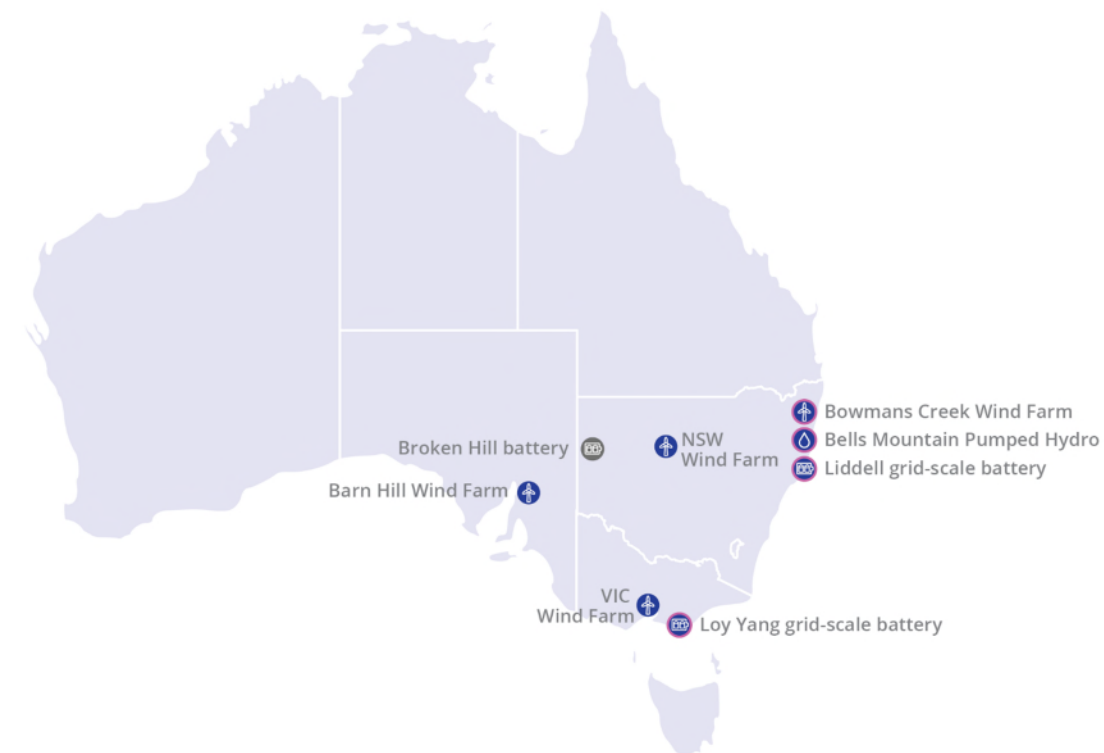 Bowmans Creek Wind Farm
Bells Mountain Pumped Hydro
Liddell grid-scale battery
Broken Hill battery
NSW
Wind Farm
Barn Hill Wind Farm
VIC
Wind Farm
Loy Yang grid-scale battery